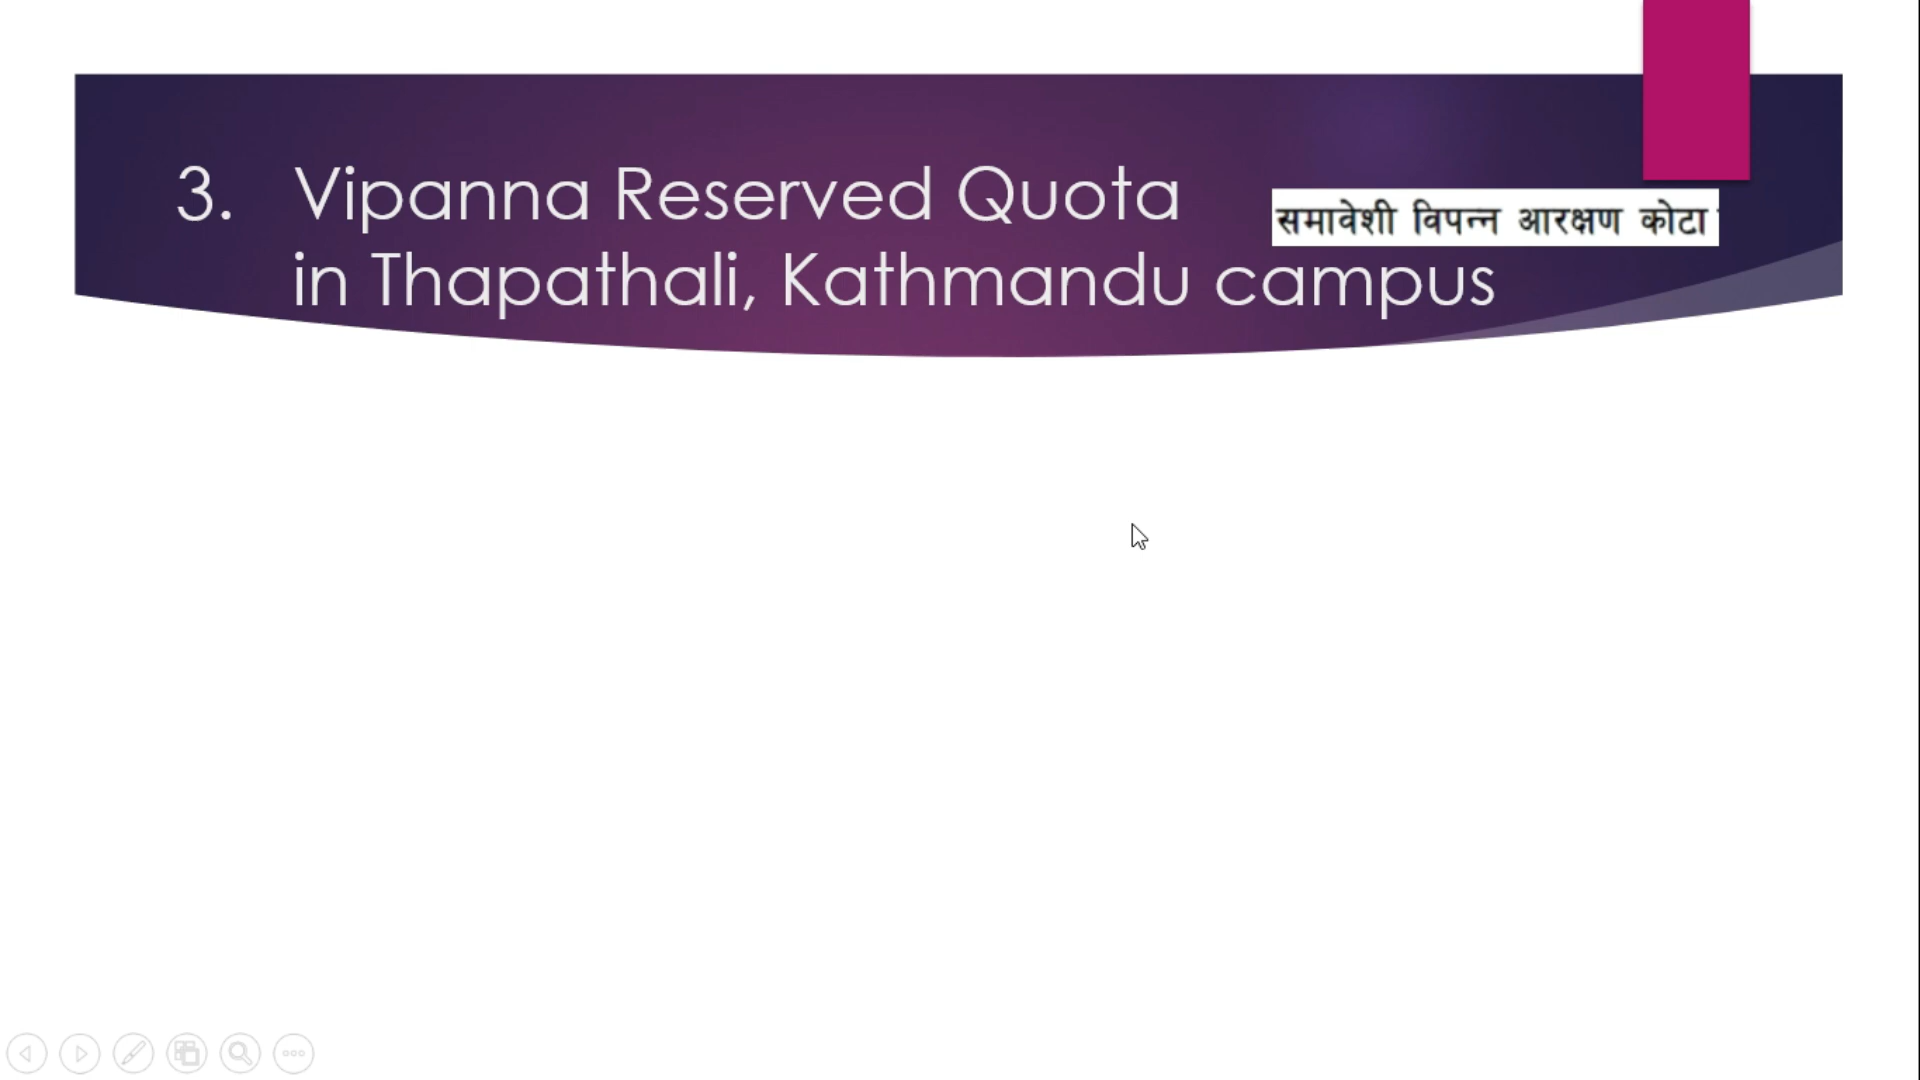 3. Vipanna Reserved Quota
समावेशी विपन्न आरक्षण कोटा
in Thapathali, Kathmandu campus